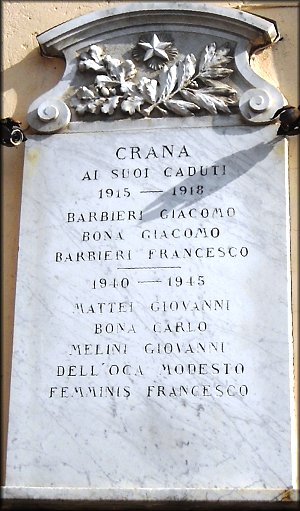 CRANA
AI SUOI CADUTI
1915 — 1918
BARBIERI GIACOMO
BONA GIACOMO
BARBIERI FRANCESCO
1940 — 1945
MATTEI GIOVANNI
BONA CARLO
MELINI GIOVANNI
DELL'OCA MODESTO
FEMMINIS FRANCESCO